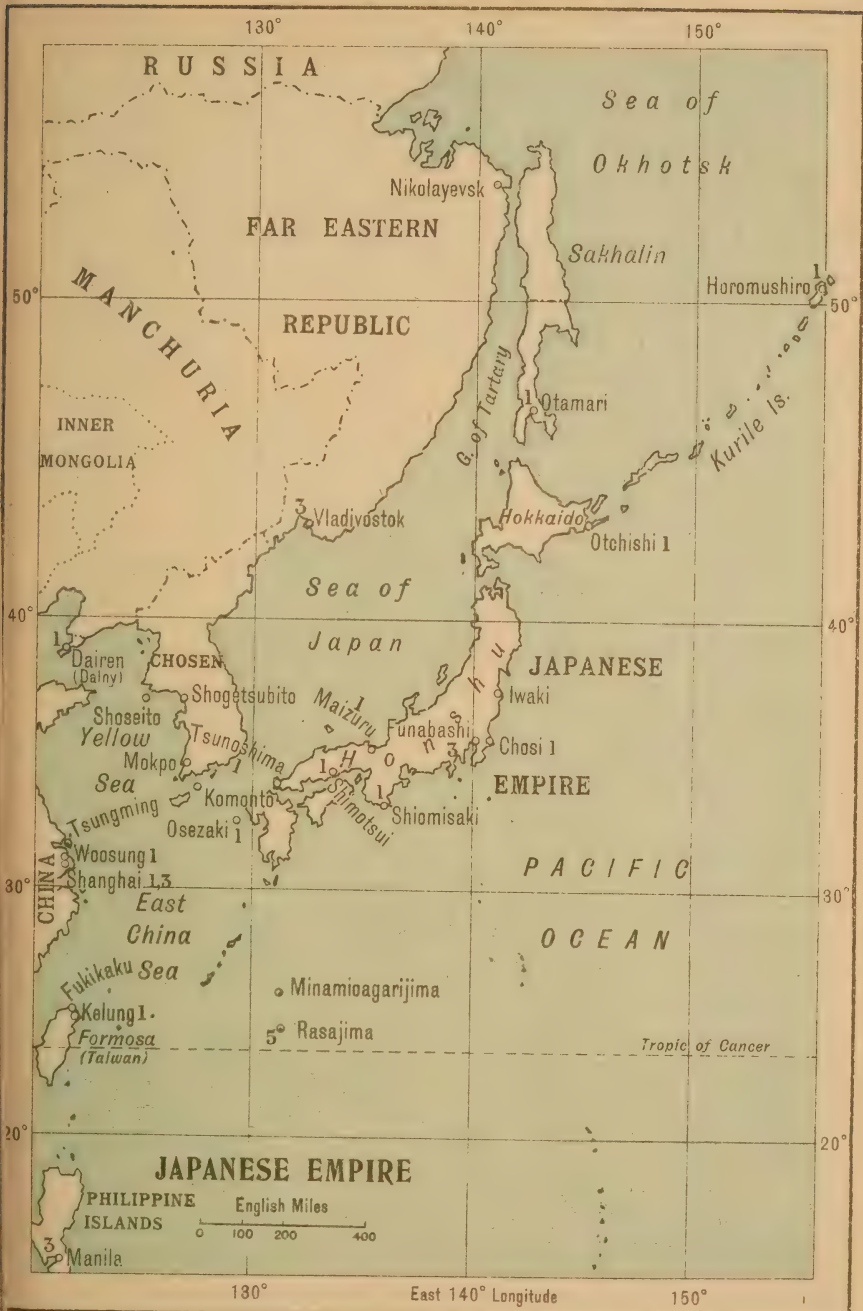 130° 140° 150°
RUSSIA
Sea of
Okhotsk
Nikolayevsk
FAR EASTERN
Sakhalin
MANCHURIA
1
Horomushiro
50° 50°
REPUBLIC
G. of Tartary
1 Otamari
Kurile Is.
INNER
MONGOLIA
3
Vladivostok
Hokkaido
Otchishi 1
Sea of
Japan
40° 40°
1
Dairen
(Dalny)
CHOSEN
JAPANESE
Shogetsubito
Shoseito
Maizuru
1
Honshu
Iwaki
Funabashi
3
Chosi 1
Yellow
Sea
Tsunoshima
1
Mokpo
1
Shimotsui
1
Shiomisaki
EMPIRE
Komonto
Osezaki
1
Tsungming
CHINA
Woosung 1
Shanghai 1,3
30° 30°
PACIFIC
OCEAN
East
China
Sea
Fukikaku
Minamioagarijima
Kelung 1
5 Rasajima
Formosa
(Taiwan)
Tropic of Cancer
20° 20°
JAPANESE EMPIRE
PHILIPPINE
ISLANDS
English Miles
0 100 200 400
3
Manila
130° East 140° Longitude 150°